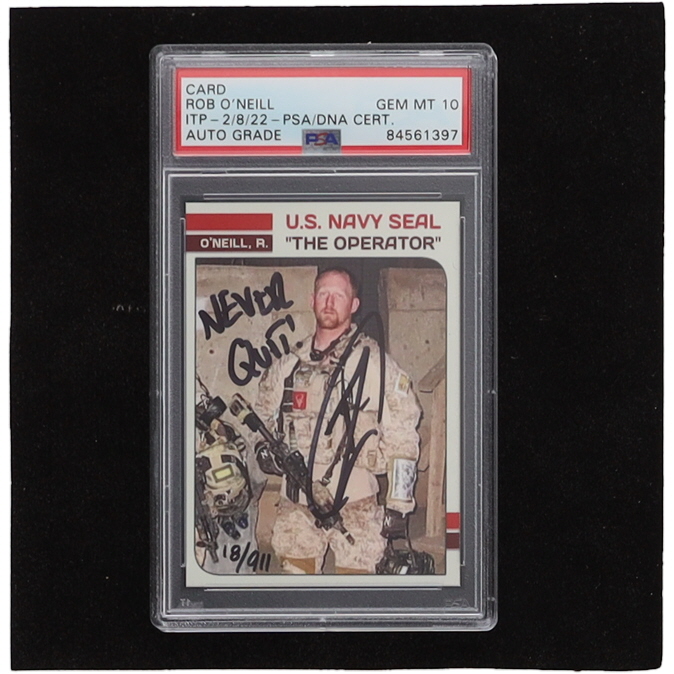 CARD
ROB O'NEILL GEM MT 10
ITP - 2/8/22 - PSA/DNA CERT.
AUTO GRADE PSA 84561397
U.S. NAVY SEAL
O'NEILL, R. "THE OPERATOR"
NEVER
QUIT!
18/911